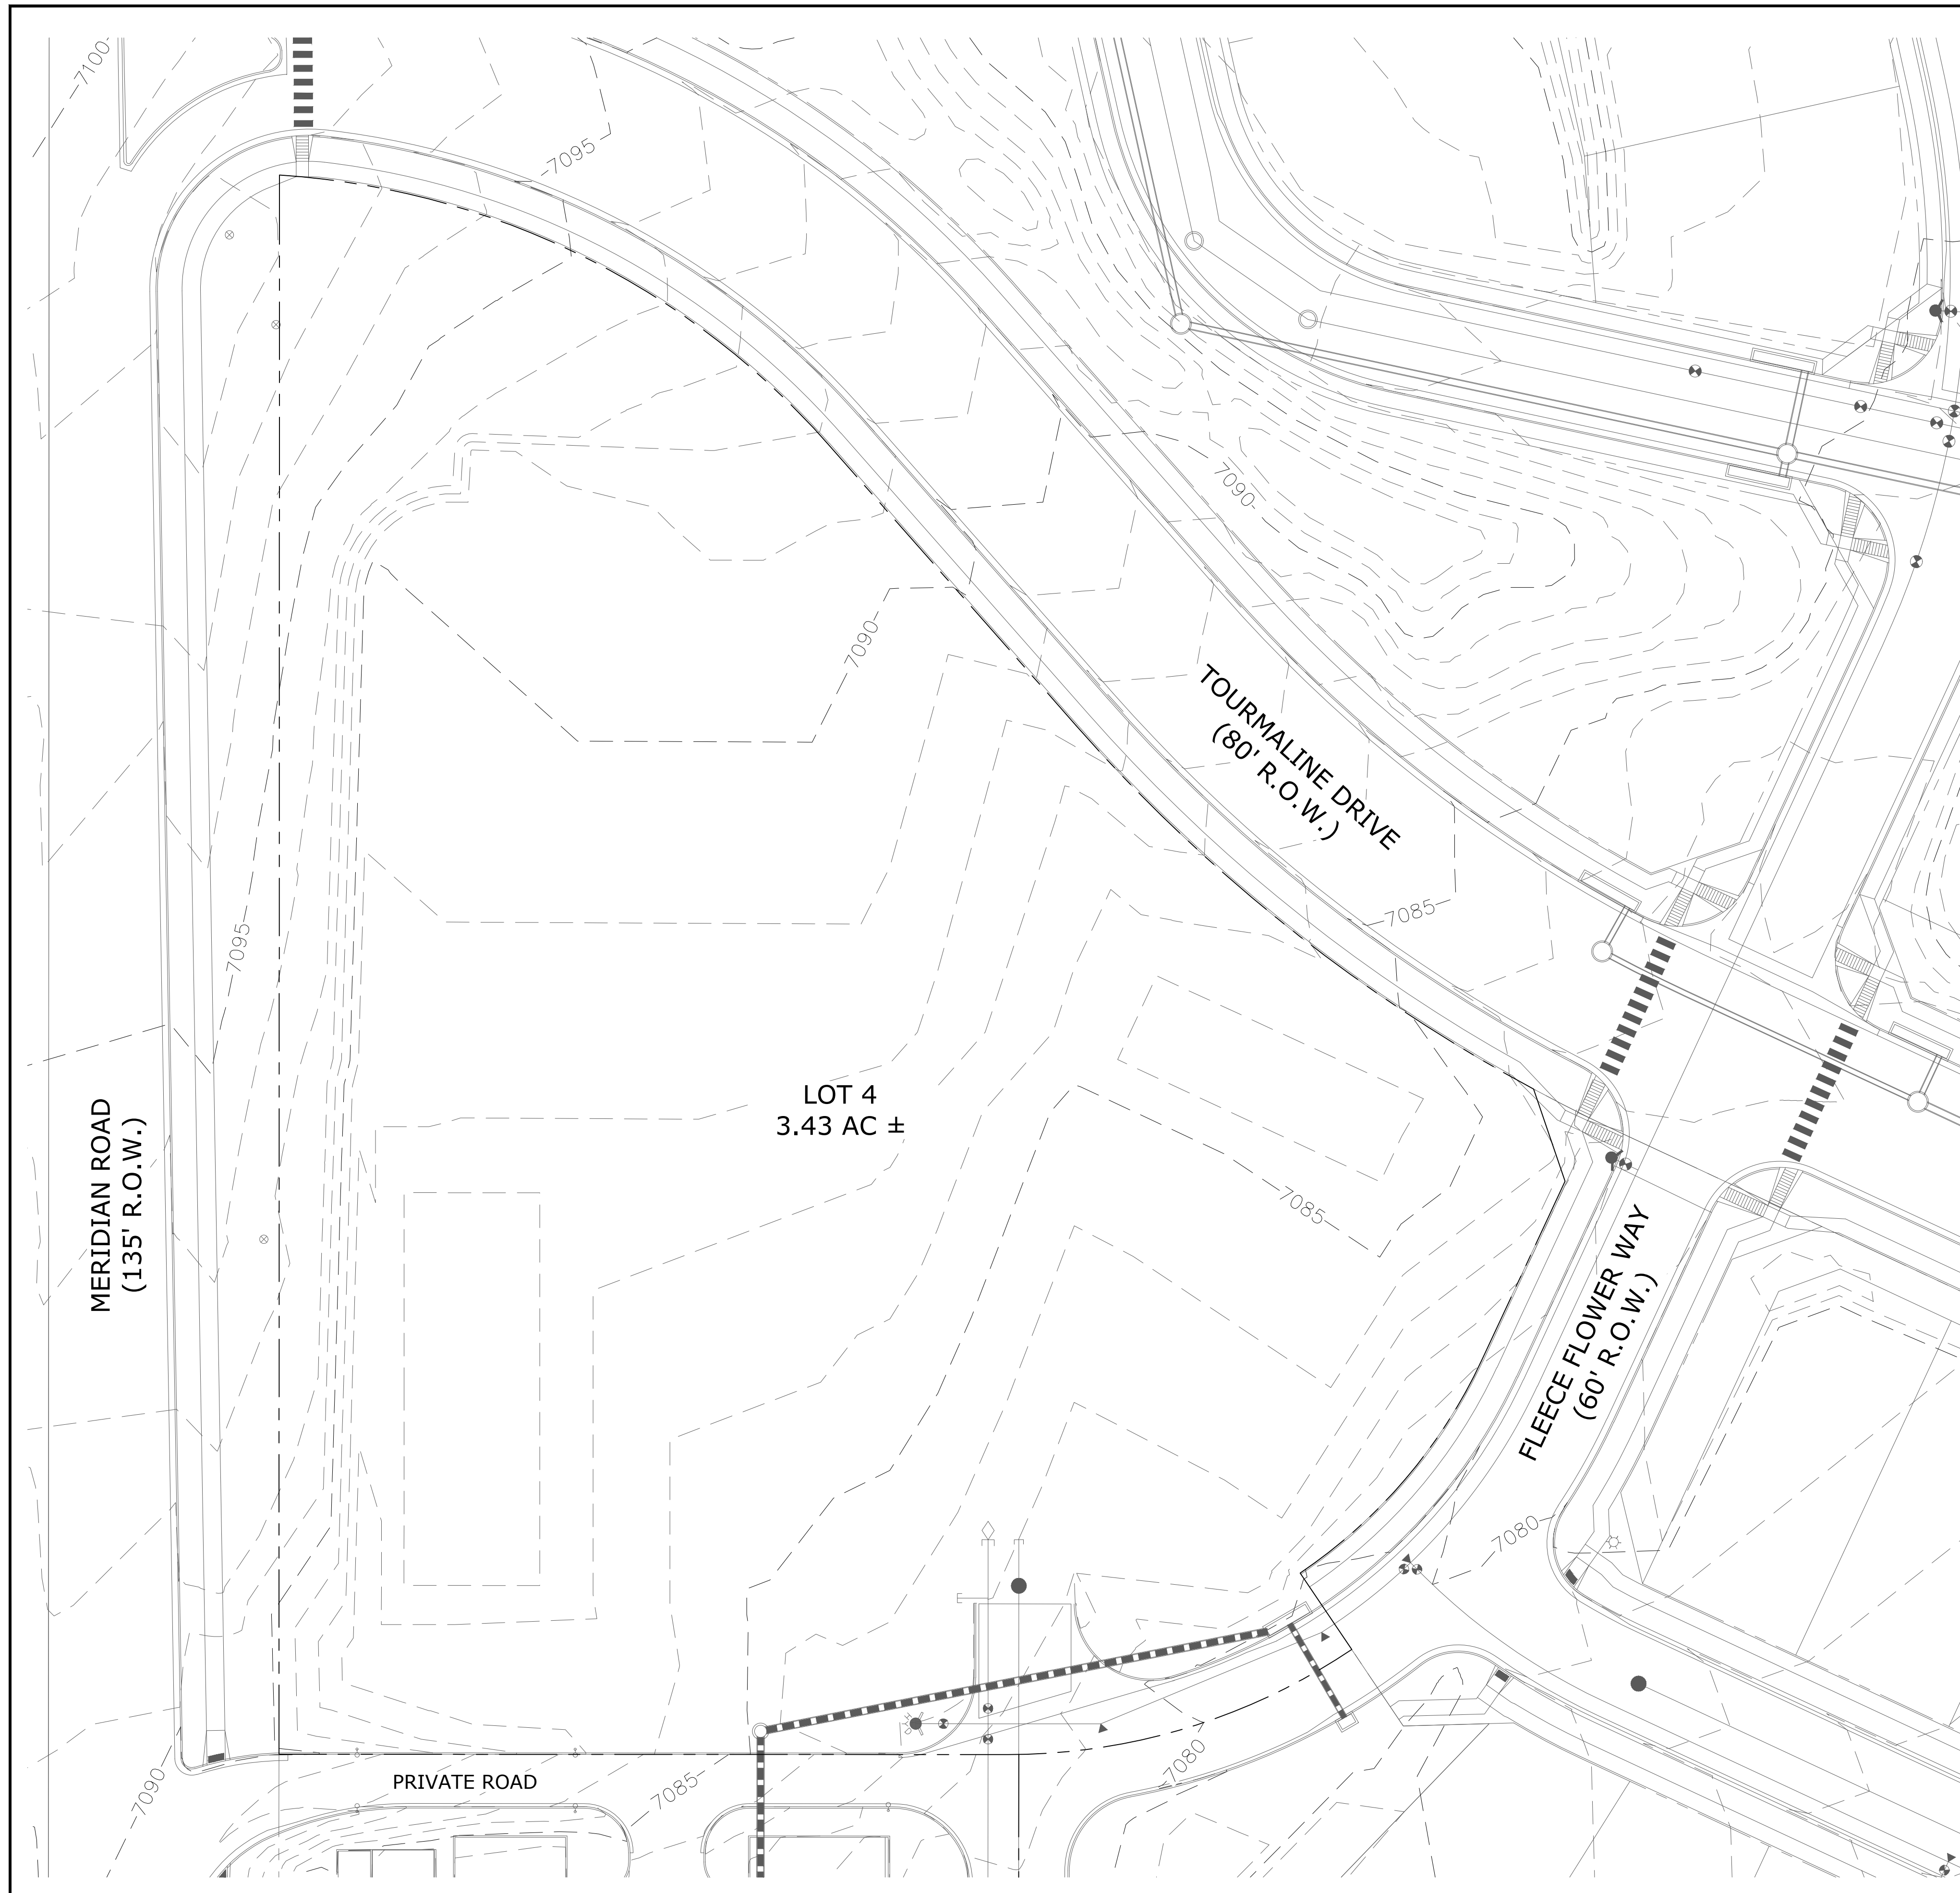 7100
7095
7090
7090
TOURMALINE DRIVE
(80' R.O.W.)
7085
7095
LOT 4
3.43 AC ±
MERIDIAN ROAD
(135' R.O.W.)
7085
FLEECE FLOWER WAY
(60' R.O.W.)
7080
7080
PRIVATE ROAD
7085
7090